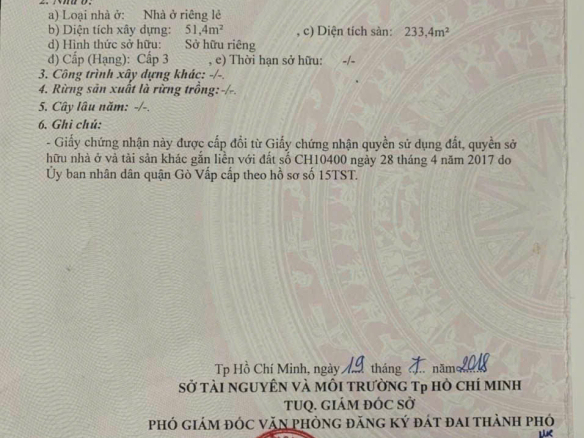 2. Nhà ở:
a) Loại nhà ở: Nhà ở riêng lẻ
b) Diện tích xây dựng: 51,4m² , c) Diện tích sàn: 233,4m²
d) Hình thức sở hữu: Sở hữu riêng
đ) Cấp (Hạng): Cấp 3 , e) Thời hạn sở hữu: -/-
3. Công trình xây dựng khác: -/-.
4. Rừng sản xuất là rừng trồng:-/-.
5. Cây lâu năm: -/-.
6. Ghi chú:
- Giấy chứng nhận này được cấp đổi từ Giấy chứng nhận quyền sử dụng đất, quyền sở
hữu nhà ở và tài sản khác gắn liền với đất số CH10400 ngày 28 tháng 4 năm 2017 do
Ủy ban nhân dân quận Gò Vấp cấp theo hồ sơ số 15TST.
Tp Hồ Chí Minh, ngày 19 tháng năm 2018
SỞ TÀI NGUYÊN VÀ MÔI TRƯỜNG Tp HỒ CHÍ MINH
TUQ. GIÁM ĐỐC SỞ
PHÓ GIÁM ĐỐC VĂN PHÒNG ĐĂNG KÝ ĐẤT ĐAI THÀNH PHỐ